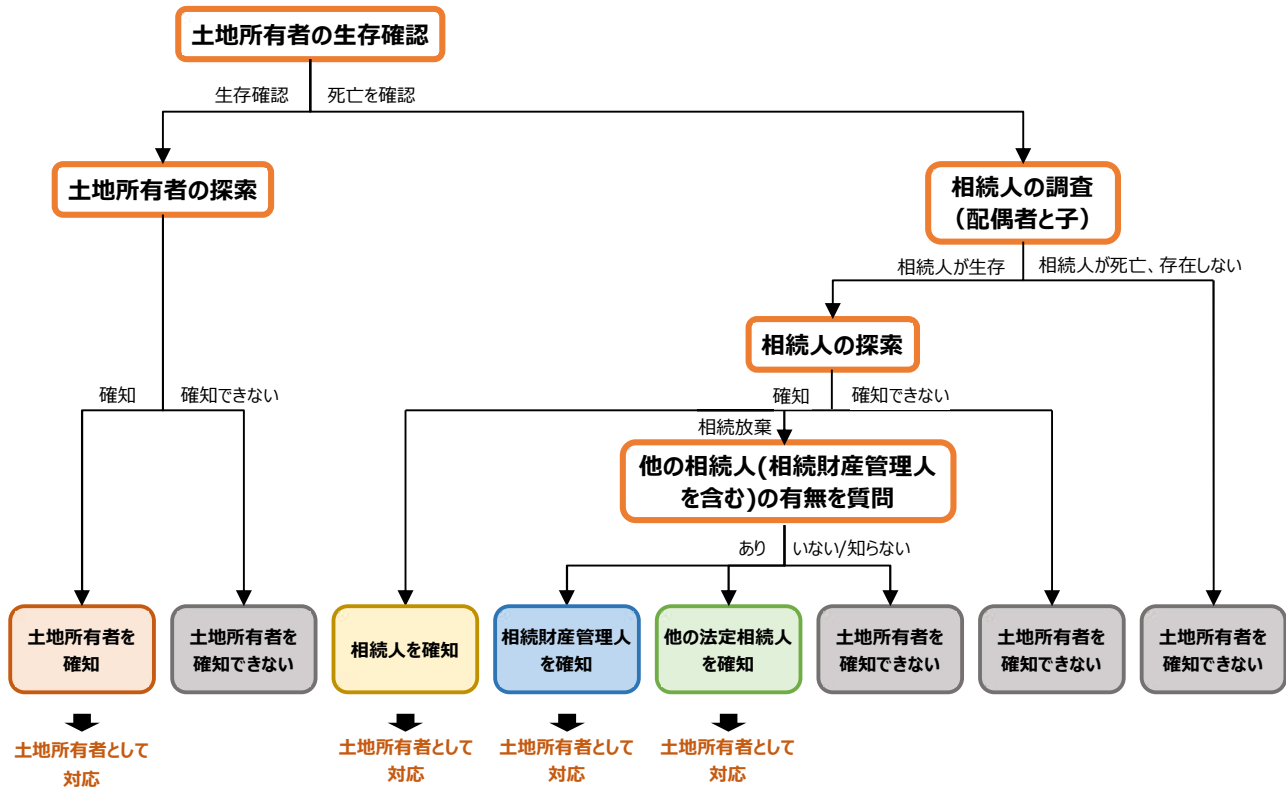 土地所有者の生存確認
生存確認
死亡を確認
土地所有者の探索
相続人の調査
（配偶者と子）
相続人が生存
相続人が死亡、存在しない
相続人の探索
確知
確知できない
確知
確知できない
相続放棄
他の相続人(相続財産管理人
を含む)の有無を質問
あり
いない/知らない
土地所有者を
確知
土地所有者を
確知できない
相続人を確知
相続財産管理人
を確知
他の法定相続人
を確知
土地所有者を
確知できない
土地所有者を
確知できない
土地所有者を
確知できない
土地所有者として
対応
土地所有者として
対応
土地所有者として
対応
土地所有者として
対応